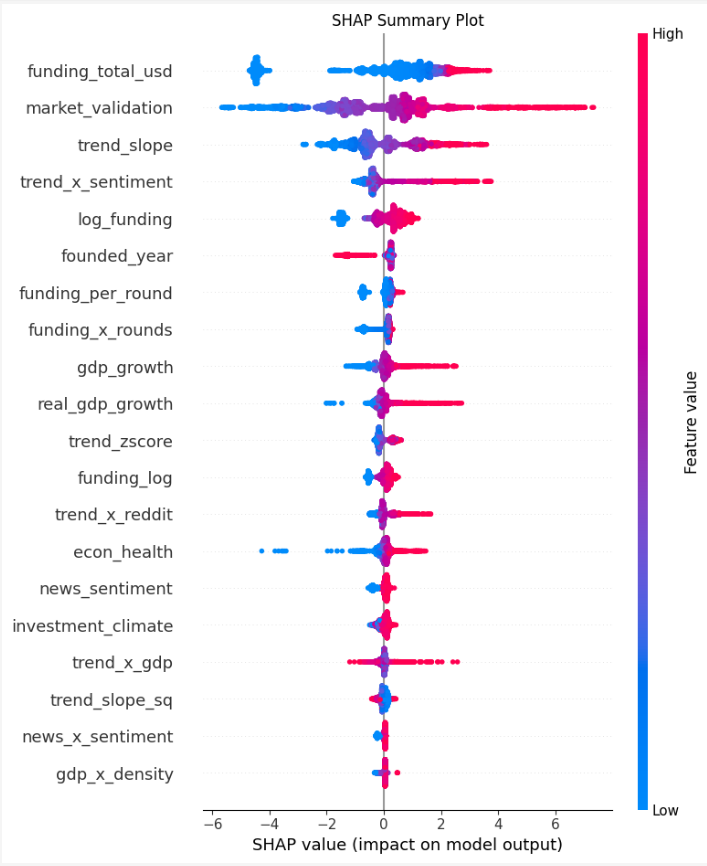 SHAP Summary Plot
High
funding_total_usd
market_validation
trend_slope
trend_x_sentiment
log_funding
founded_year
funding_per_round
funding_x_rounds
gdp_growth
real_gdp_growth
trend_zscore
funding_log
trend_x_reddit
econ_health
news_sentiment
investment_climate
trend_x_gdp
trend_slope_sq
news_x_sentiment
gdp_x_density
Feature value
Low
−6 −4 −2 0 2 4 6
SHAP value (impact on model output)